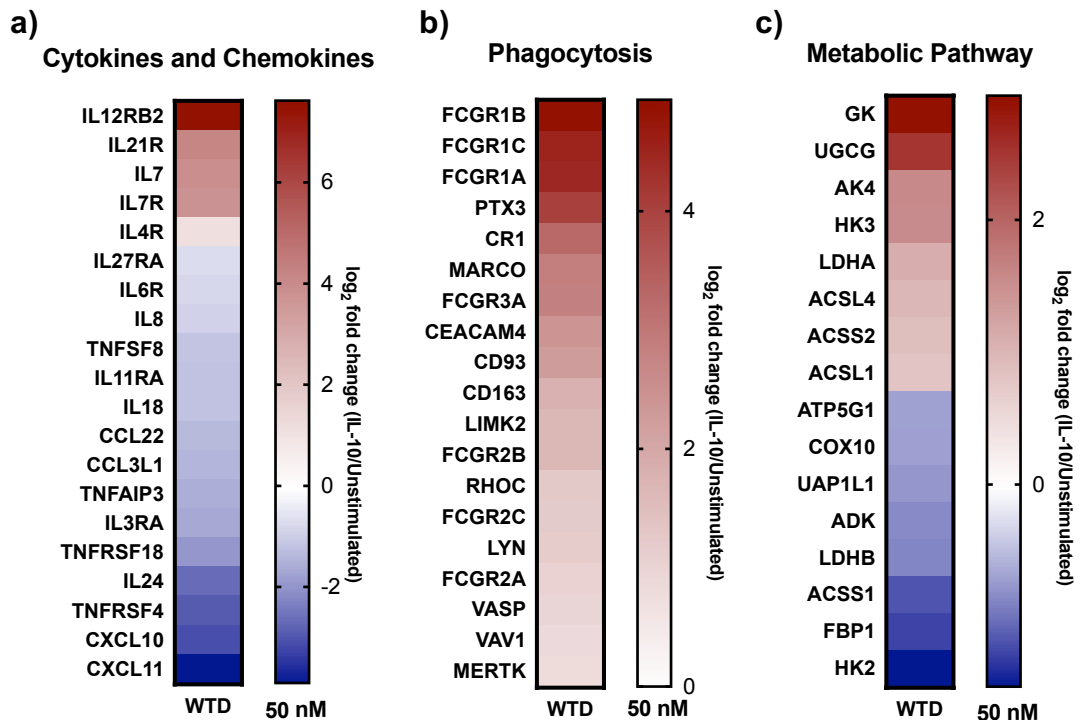 a)
Cytokines and Chemokines
IL12RB2
IL21R
IL7
IL7R
IL4R
IL27RA
IL6R
IL8
TNFSF8
IL11RA
IL18
CCL22
CCL3L1
TNFAIP3
IL3RA
TNFRSF18
IL24
TNFRSF4
CXCL10
CXCL11
WTD
6
4
2
0
-2
50 nM
log2 fold change (IL-10/Unstimulated)
b)
Phagocytosis
FCGR1B
FCGR1C
FCGR1A
PTX3
CR1
MARCO
FCGR3A
CEACAM4
CD93
CD163
LIMK2
FCGR2B
RHOC
FCGR2C
LYN
FCGR2A
VASP
VAV1
MERTK
WTD
4
2
0
50 nM
log2 fold change (IL-10/Unstimulated)
c)
Metabolic Pathway
GK
UGCG
AK4
HK3
LDHA
ACSL4
ACSS2
ACSL1
ATP5G1
COX10
UAP1L1
ADK
LDHB
ACSS1
FBP1
HK2
WTD
2
0
50 nM
log2 fold change (IL-10/Unstimulated)